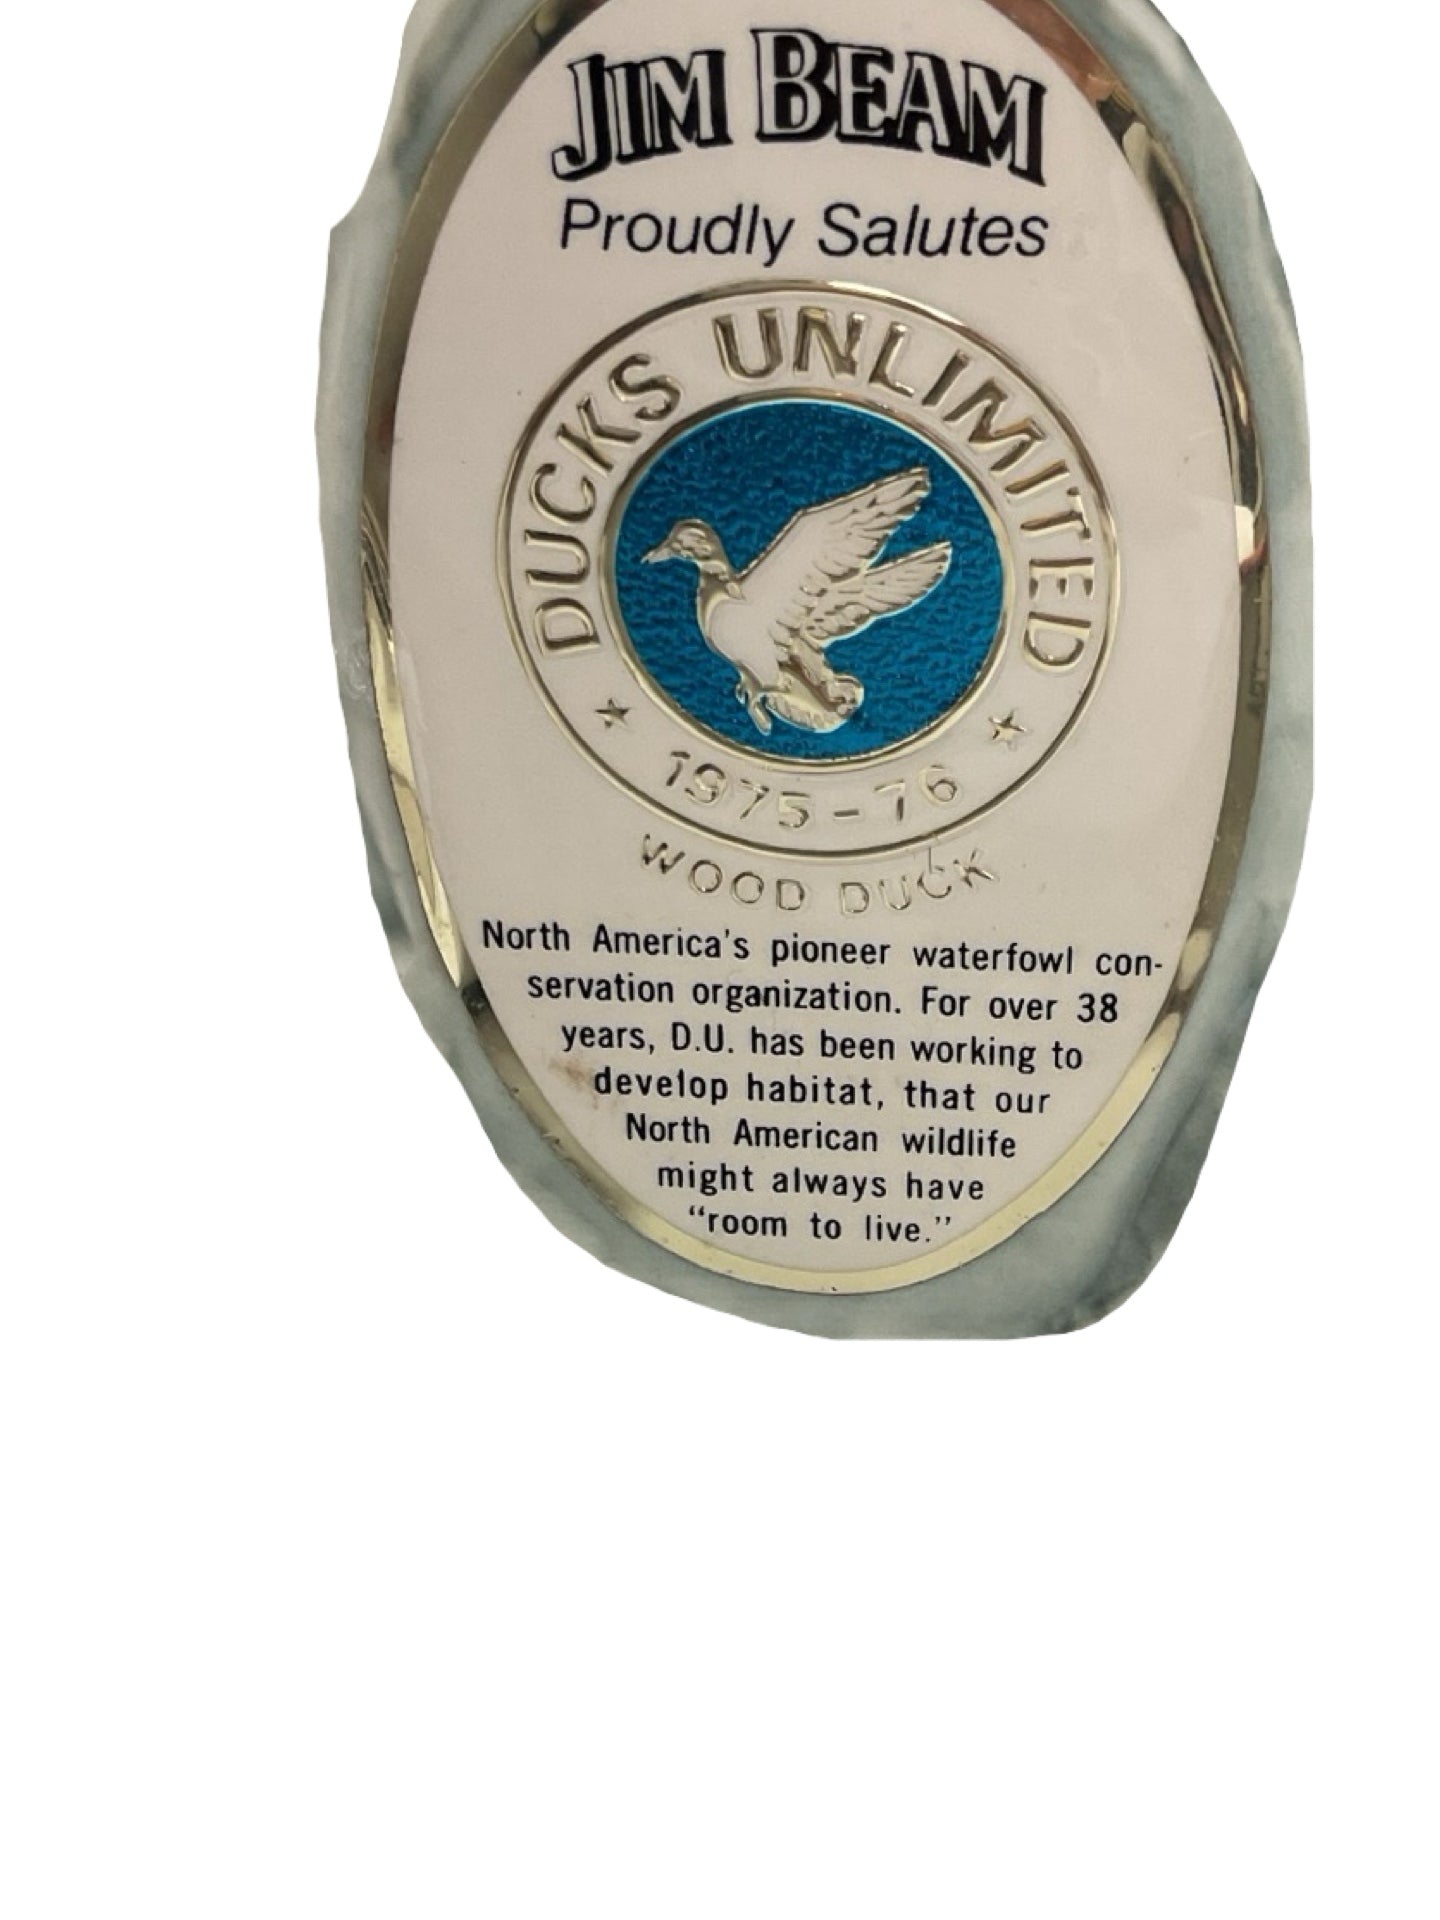 JIM BEAM
Proudly Salutes
DUCKS UNLIMITED
1975-76
WOOD DUCK
North America's pioneer waterfowl con-
servation organization. For over 38
years, D.U. has been working to
develop habitat, that our
North American wildlife
might always have
“room to live.”